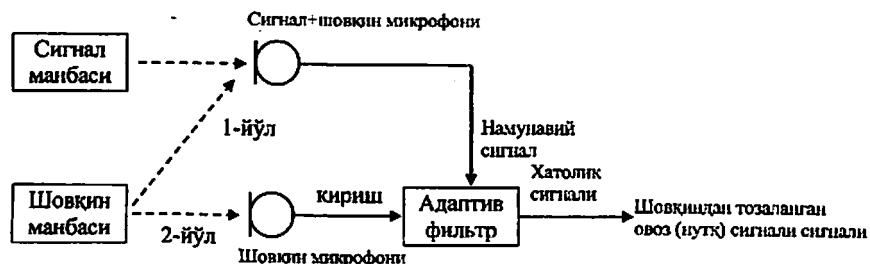 Сигнал+шовқин микрофони
Сигнал
манбаси
1-йўл
Намунавий
сигнал
Хатолик
сигнали
Шовқин
манбаси
2-йўл
кириш
Адаптив
фильтр
Шовқиндан тозаланган
овоз (нутқ) сигнали сигнали
Шовқин микрофони